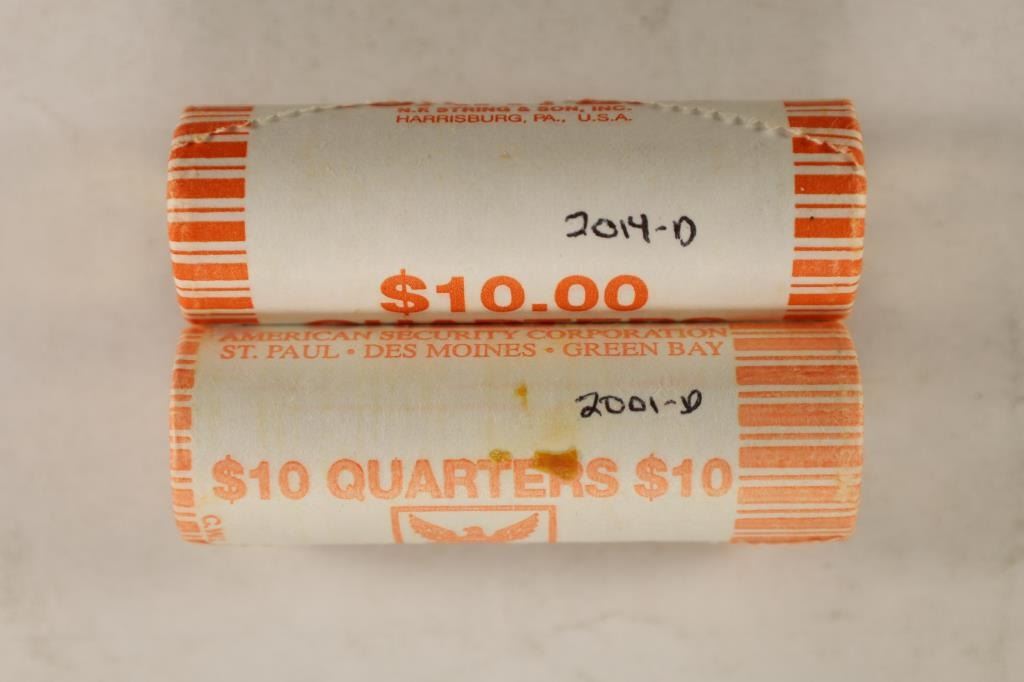 N.F. STRING & SON, INC.
HARRISBURG, PA., U.S.A.
2014-D
$10.00
AMERICAN SECURITY CORPORATION
ST. PAUL • DES MOINES • GREEN BAY
2001-D
$10 QUARTERS $10